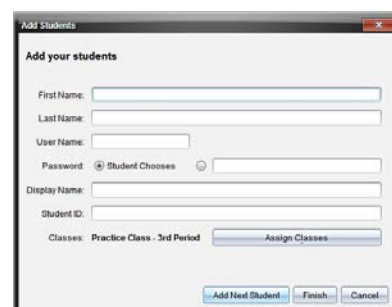 Add Students
Add your students
First Name:
Last Name:
User Name:
Password: Student Chooses
Display Name:
Student ID:
Classes: Practice Class - 3rd Period Assign Classes
Add Next Student Finish Cancel